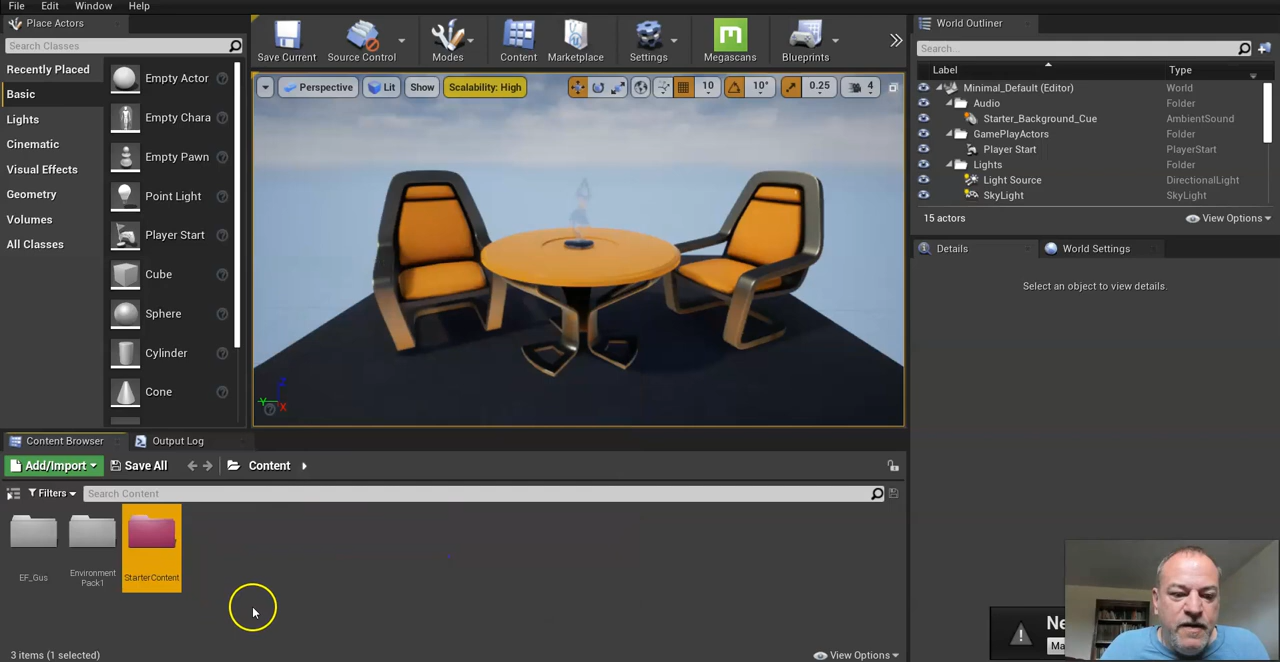 File Edit Window Help
Place Actors
Search Classes
Recently Placed
Basic
Lights
Cinematic
Visual Effects
Geometry
Volumes
All Classes
Empty Actor
Empty Chara
Empty Pawn
Point Light
Player Start
Cube
Sphere
Cylinder
Cone
Save Current
Source Control
Modes
Content
Marketplace
Settings
Megascans
Blueprints
Perspective
Lit
Show
Scalability: High
10
10°
0.25
4
Z
Y
X
World Outliner
Search...
Label Type
Minimal_Default (Editor) World
Audio Folder
Starter_Background_Cue AmbientSound
GamePlayActors Folder
Player Start PlayerStart
Lights Folder
Light Source DirectionalLight
SkyLight SkyLight
15 actors View Options
Details World Settings
Select an object to view details.
Content Browser Output Log
Add/Import Save All Content
Filters Search Content
EF_Gus
Environment
Pack1
StarterContent
3 items (1 selected) View Options